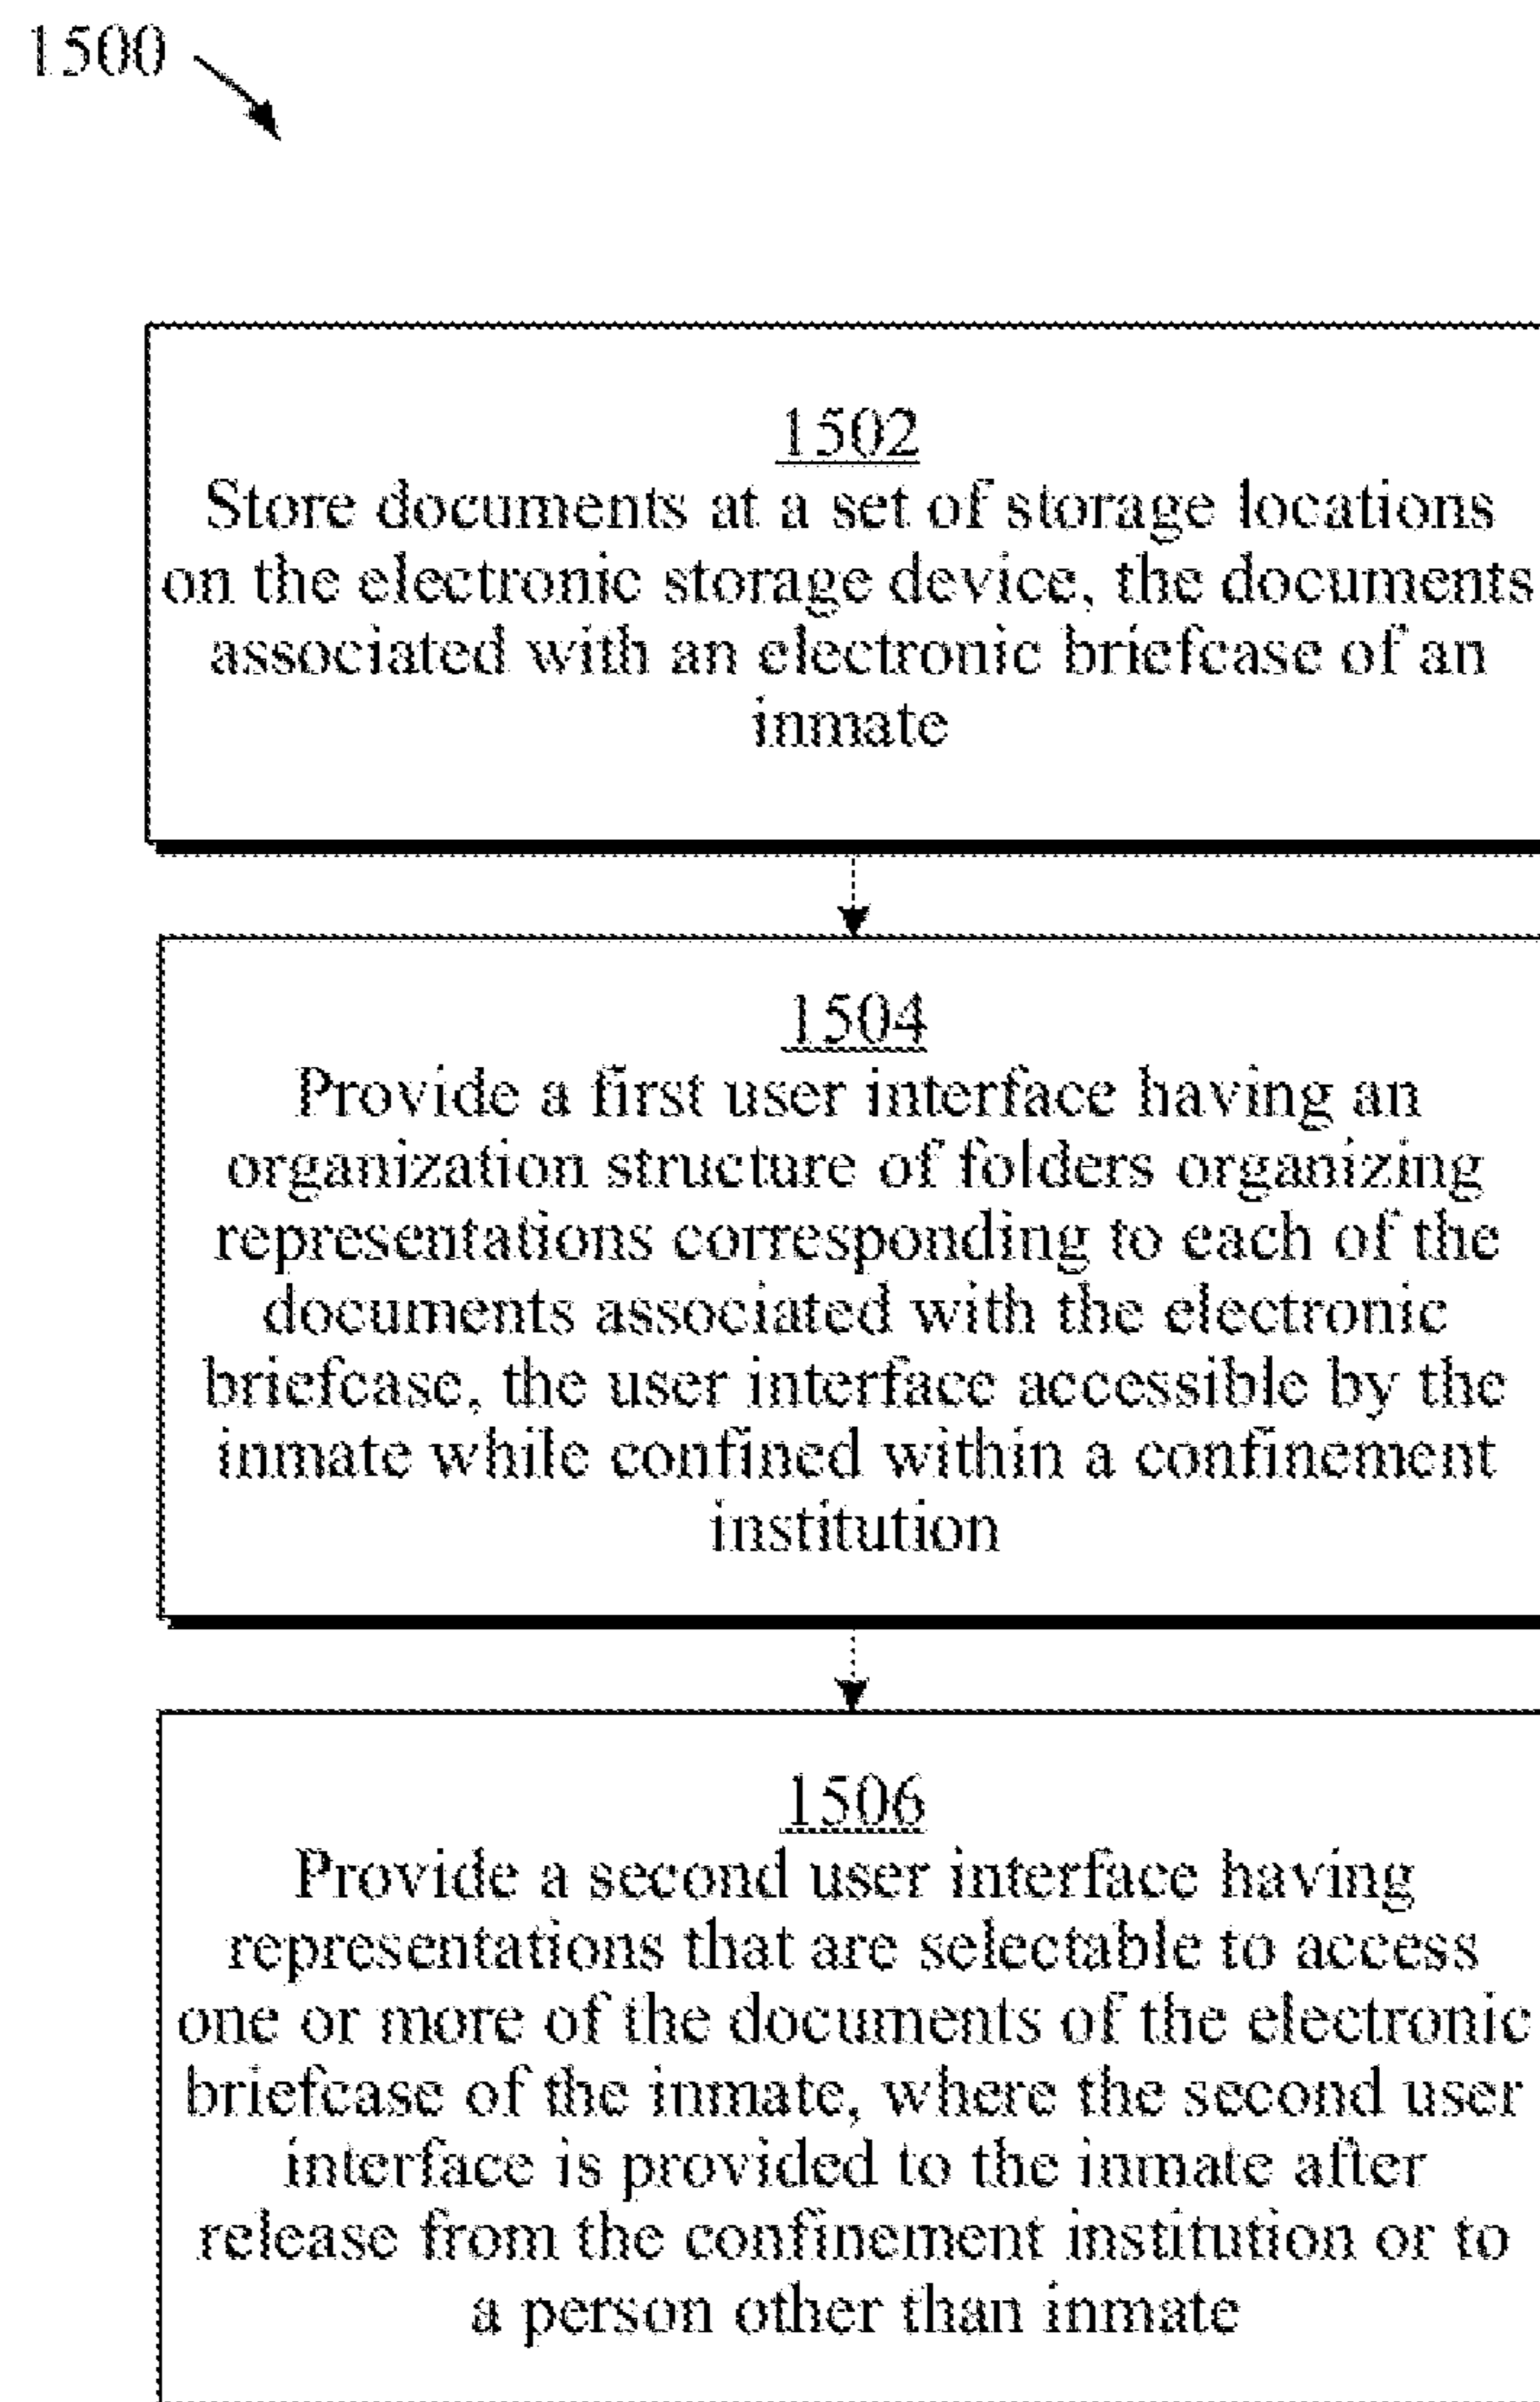 1500
1502
Store documents at a set of storage locations
on the electronic storage device, the documents
associated with an electronic briefcase of an
inmate
1504
Provide a first user interface having an
organization structure of folders organizing
representations corresponding to each of the
documents associated with the electronic
briefcase, the user interface accessible by the
inmate while confined within a confinement
institution
1506
Provide a second user interface having
representations that are selectable to access
one or more of the documents of the electronic
briefcase of the inmate, where the second user
interface is provided to the inmate after
release from the confinement institution or to
a person other than inmate